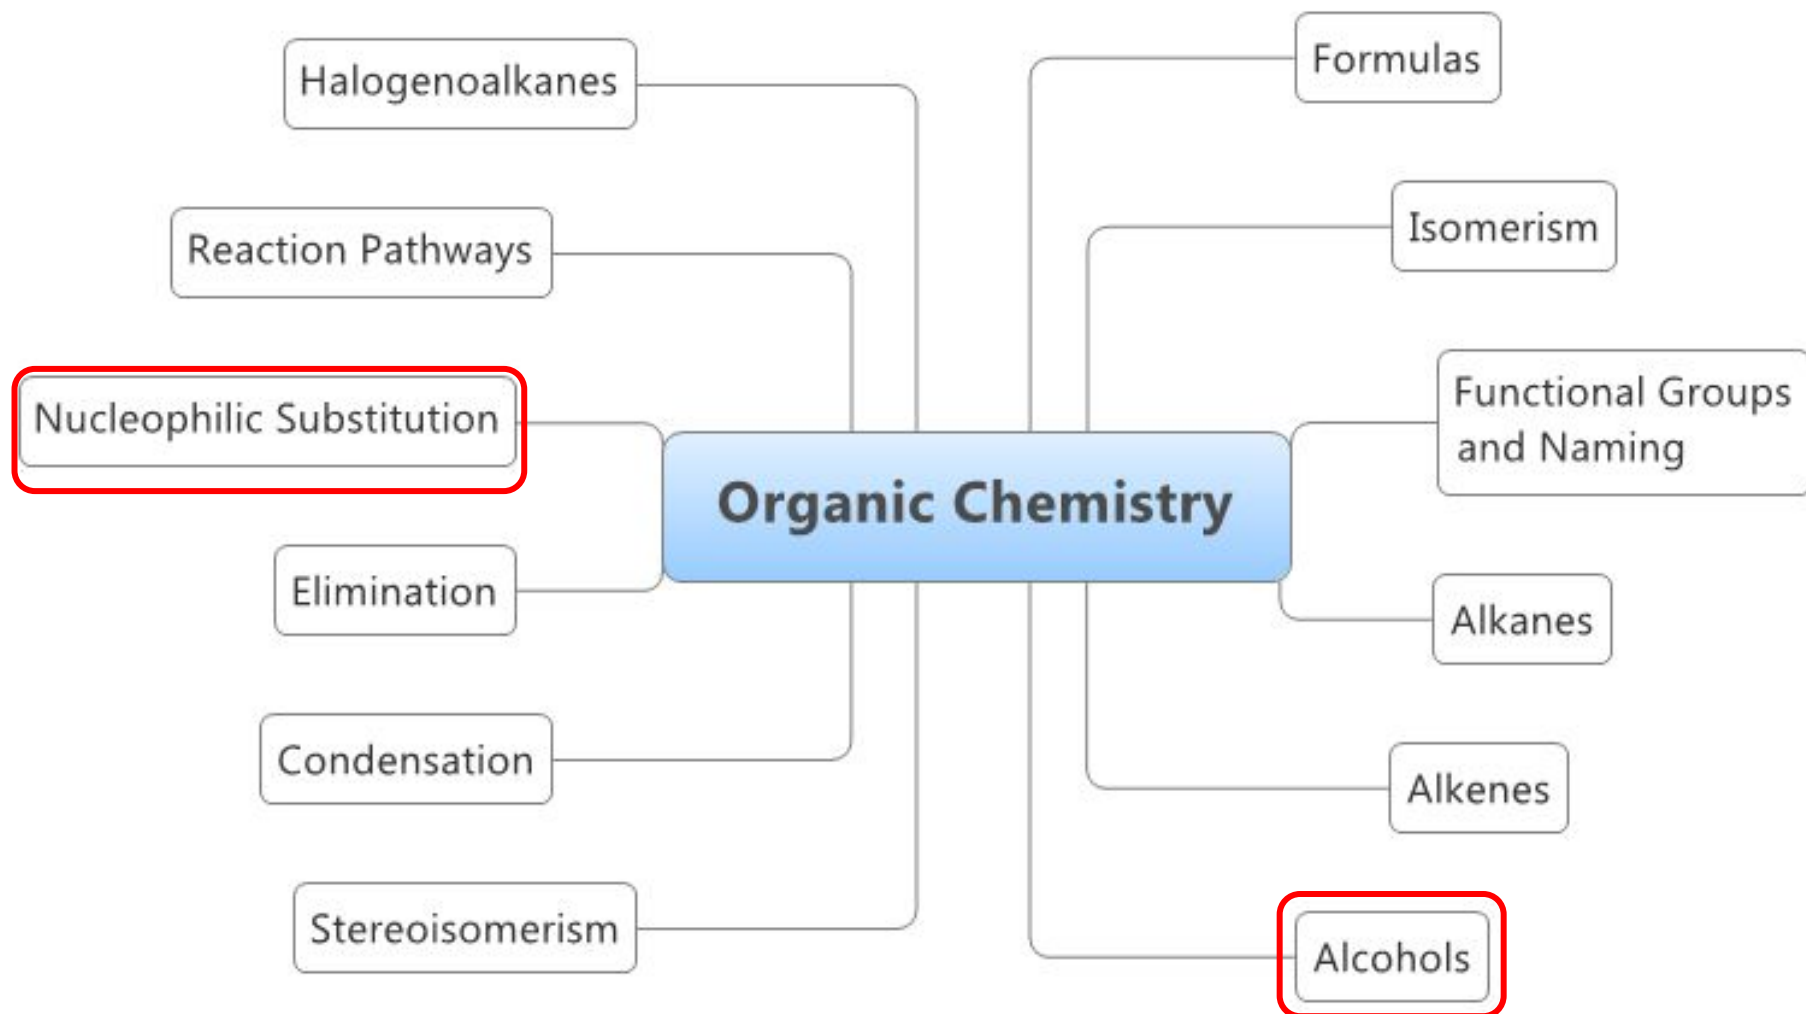 Halogenoalkanes
Reaction Pathways
Nucleophilic Substitution
Elimination
Condensation
Stereoisomerism
Organic Chemistry
Formulas
Isomerism
Functional Groups
and Naming
Alkanes
Alkenes
Alcohols